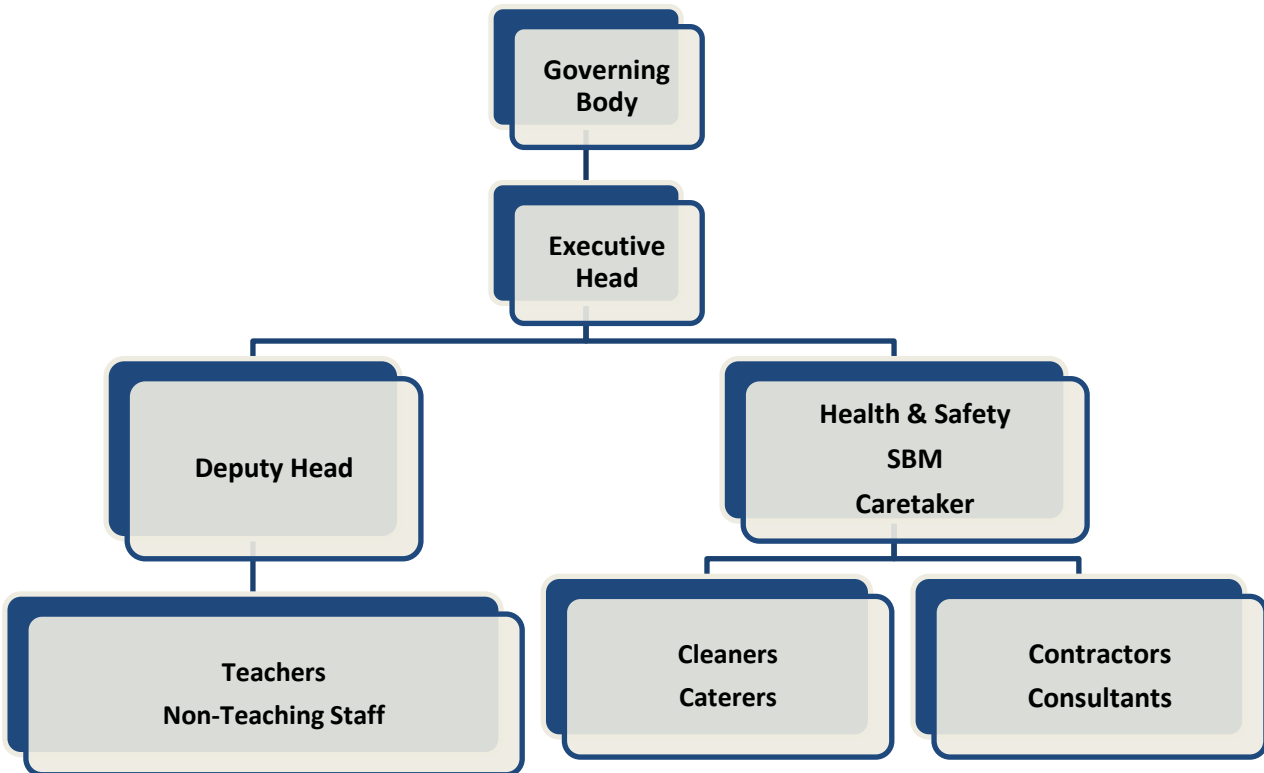 Governing
Body
Executive
Head
Deputy Head
Health & Safety
SBM
Caretaker
Teachers
Non-Teaching Staff
Cleaners
Caterers
Contractors
Consultants